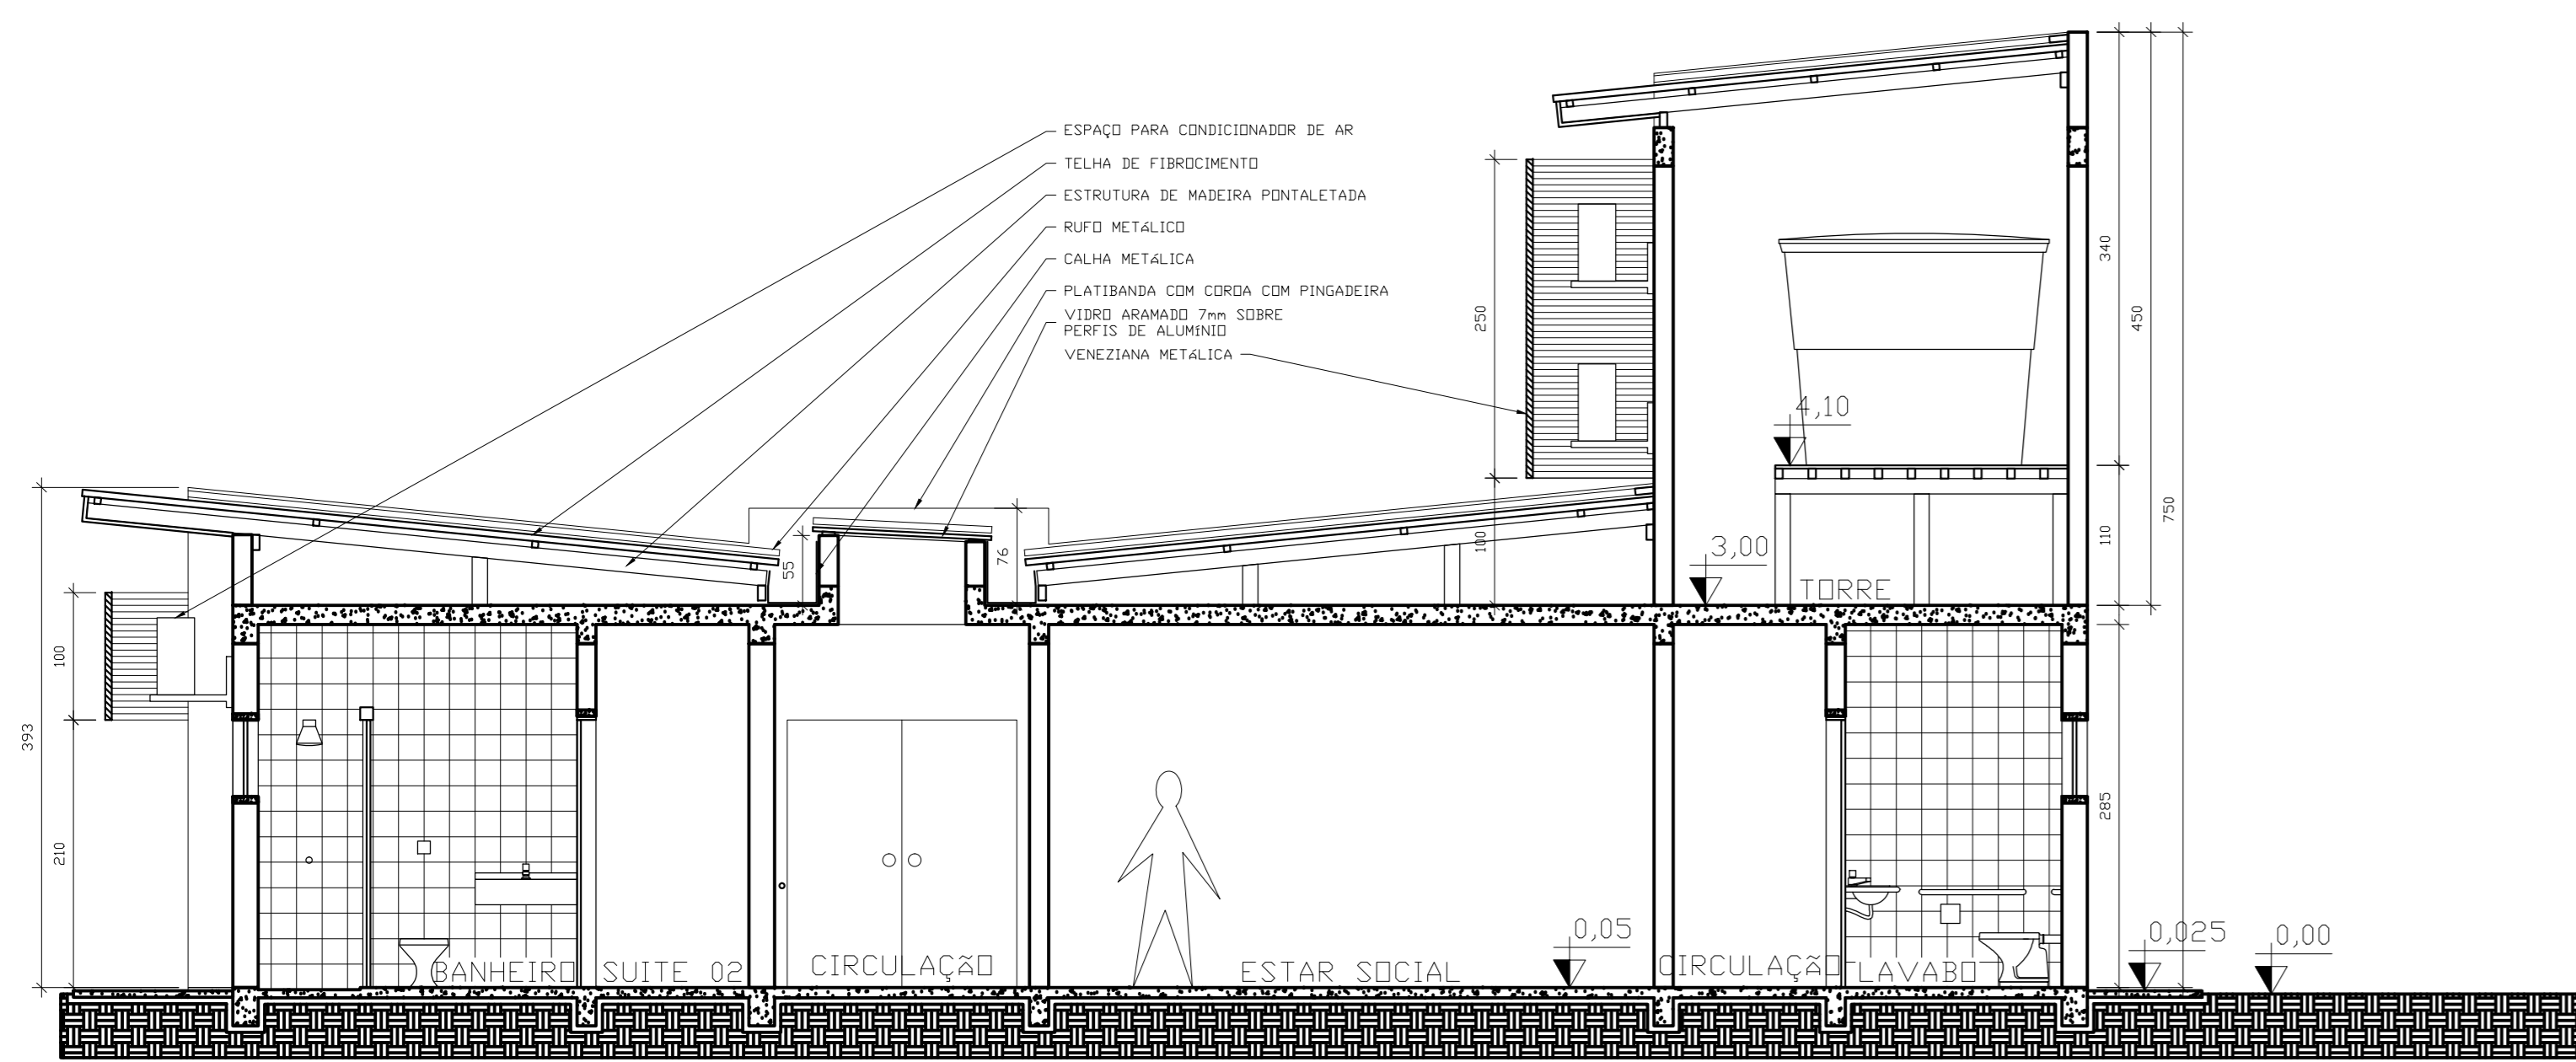 ESPAÇO PARA CONDICIONADOR DE AR
TELHA DE FIBROCIMENTO
ESTRUTURA DE MADEIRA PONTALETADA
RUFO METáLICO
CALHA METáLICA
PLATIBANDA COM COROA COM PINGADEIRA
VIDRO ARAMADO 7mm SOBRE
PERFIS DE ALUMíNIO
VENEZIANA METáLICA
250
340
450
750
4,10
110
3,00
TORRE
100
76
55
100
393
210
285
0,05
0,025
0,00
BANHEIRO
SUITE 02
CIRCULAÇãO
ESTAR SOCIAL
CIRCULAÇãO
LAVABO